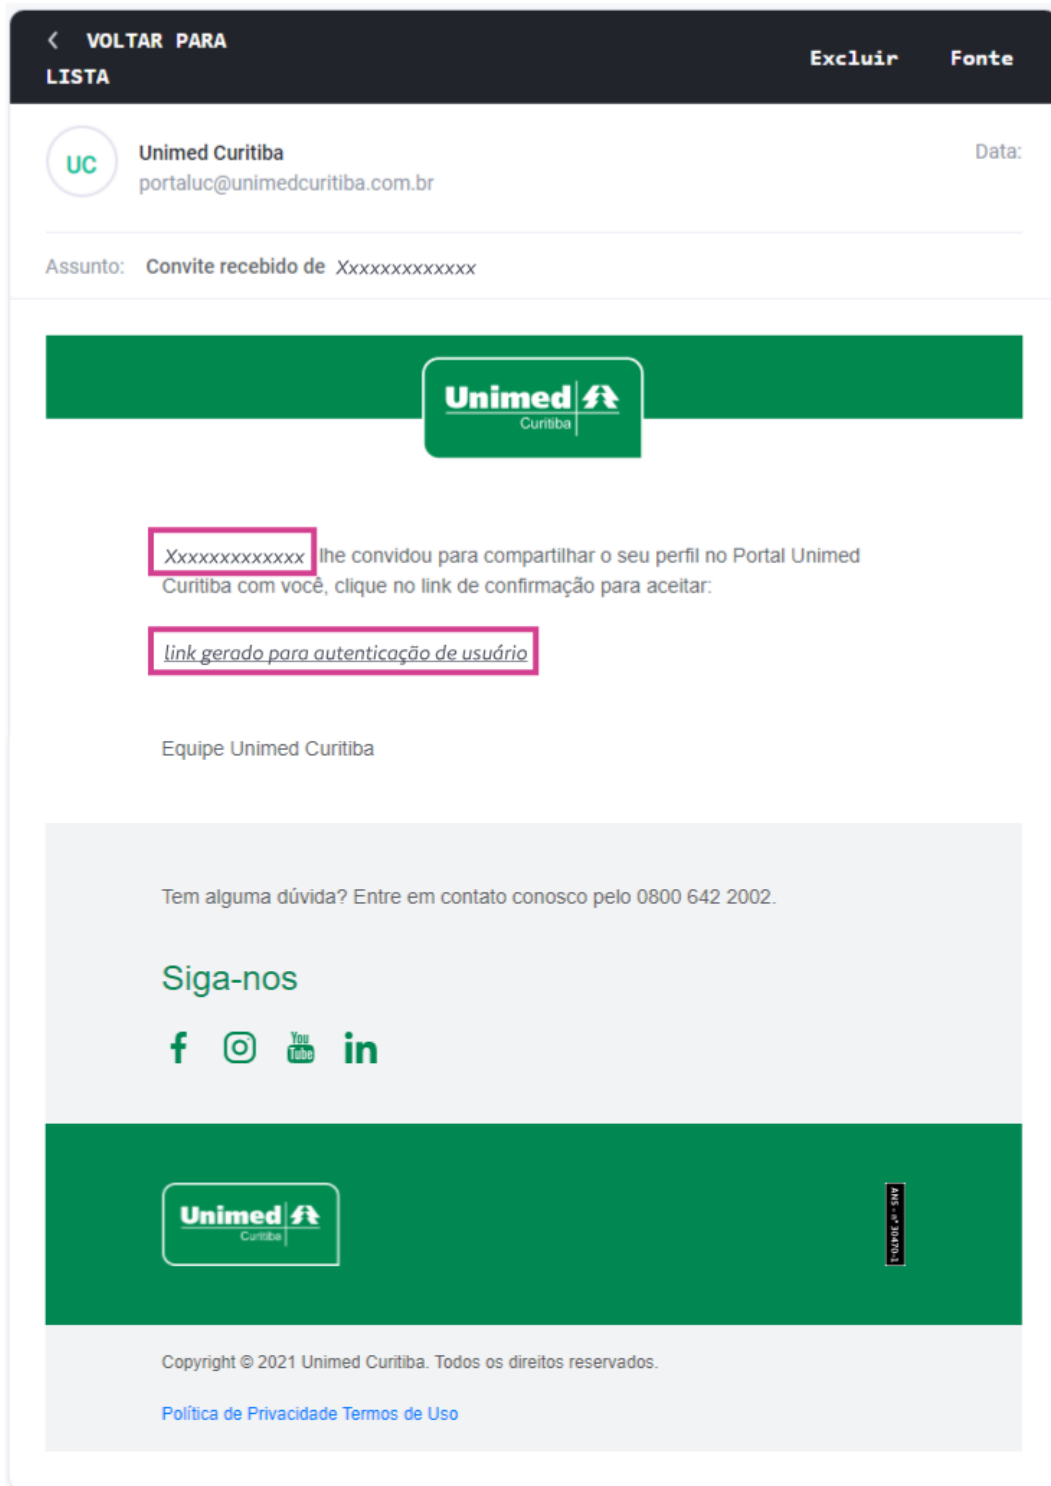 VOLTAR PARA
LISTA
Excluir Fonte
UC
Unimed Curitiba
portaluc@unimedcuritiba.com.br
Data:
Assunto: Convite recebido de Xxxxxxxxxxxxx
Unimed
Curitiba
Xxxxxxxxxxxxx lhe convidou para compartilhar o seu perfil no Portal Unimed
Curitiba com você, clique no link de confirmação para aceitar:
link gerado para autenticação de usuário
Equipe Unimed Curitiba
Tem alguma dúvida? Entre em contato conosco pelo 0800 642 2002.
Siga-nos
f You Tube in
Unimed
Curitiba
ANS - nº 30470-1
Copyright © 2021 Unimed Curitiba. Todos os direitos reservados.
Política de Privacidade Termos de Uso